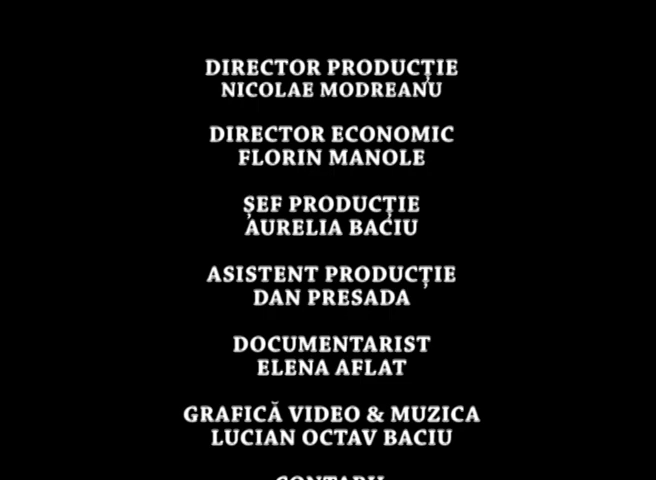 DIRECTOR PRODUCȚIE
NICOLAE MODREANU
DIRECTOR ECONOMIC
FLORIN MANOLE
ȘEF PRODUCȚIE
AURELIA BACIU
ASISTENT PRODUCȚIE
DAN PRESADA
DOCUMENTARIST
ELENA AFLAT
GRAFICĂ VIDEO & MUZICA
LUCIAN OCTAV BACIU